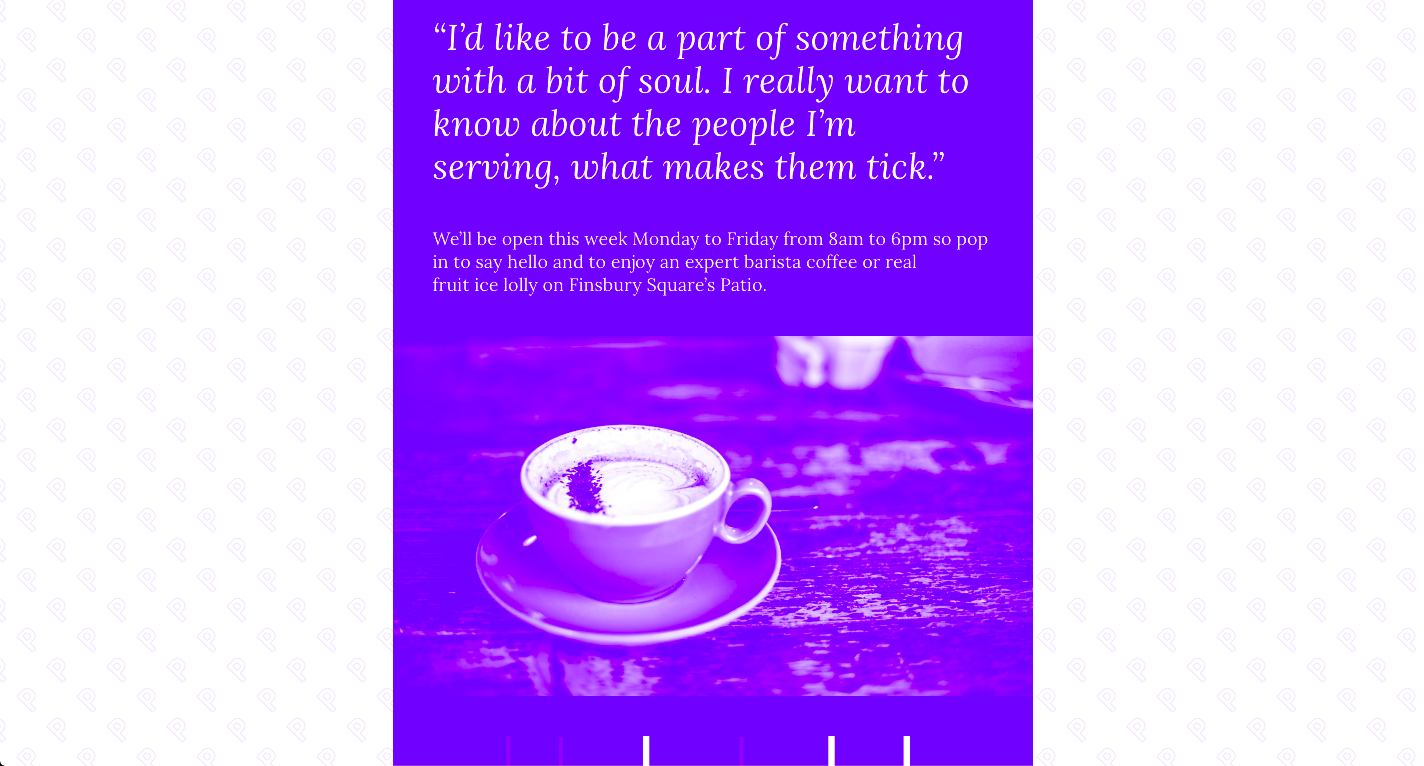 “I’d like to be a part of something
with a bit of soul. I really want to
know about the people I’m
serving, what makes them tick.”
We’ll be open this week Monday to Friday from 8am to 6pm so pop
in to say hello and to enjoy an expert barista coffee or real
fruit ice lolly on Finsbury Square’s Patio.